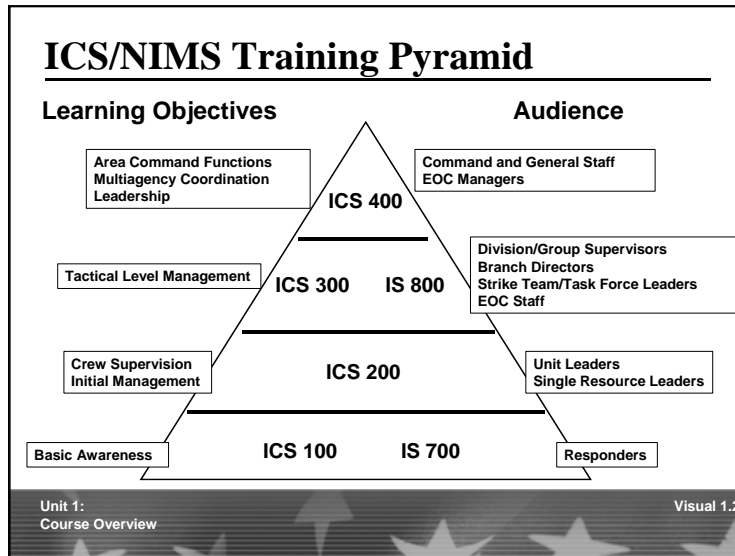 ICS/NIMS Training Pyramid
Learning Objectives
Audience
Area Command Functions
Multiagency Coordination
Leadership
ICS 400
Command and General Staff
EOC Managers
Tactical Level Management
ICS 300 IS 800
Division/Group Supervisors
Branch Directors
Strike Team/Task Force Leaders
EOC Staff
Crew Supervision
Initial Management
ICS 200
Unit Leaders
Single Resource Leaders
Basic Awareness
ICS 100 IS 700
Responders
Unit 1:
Course Overview
Visual 1.2